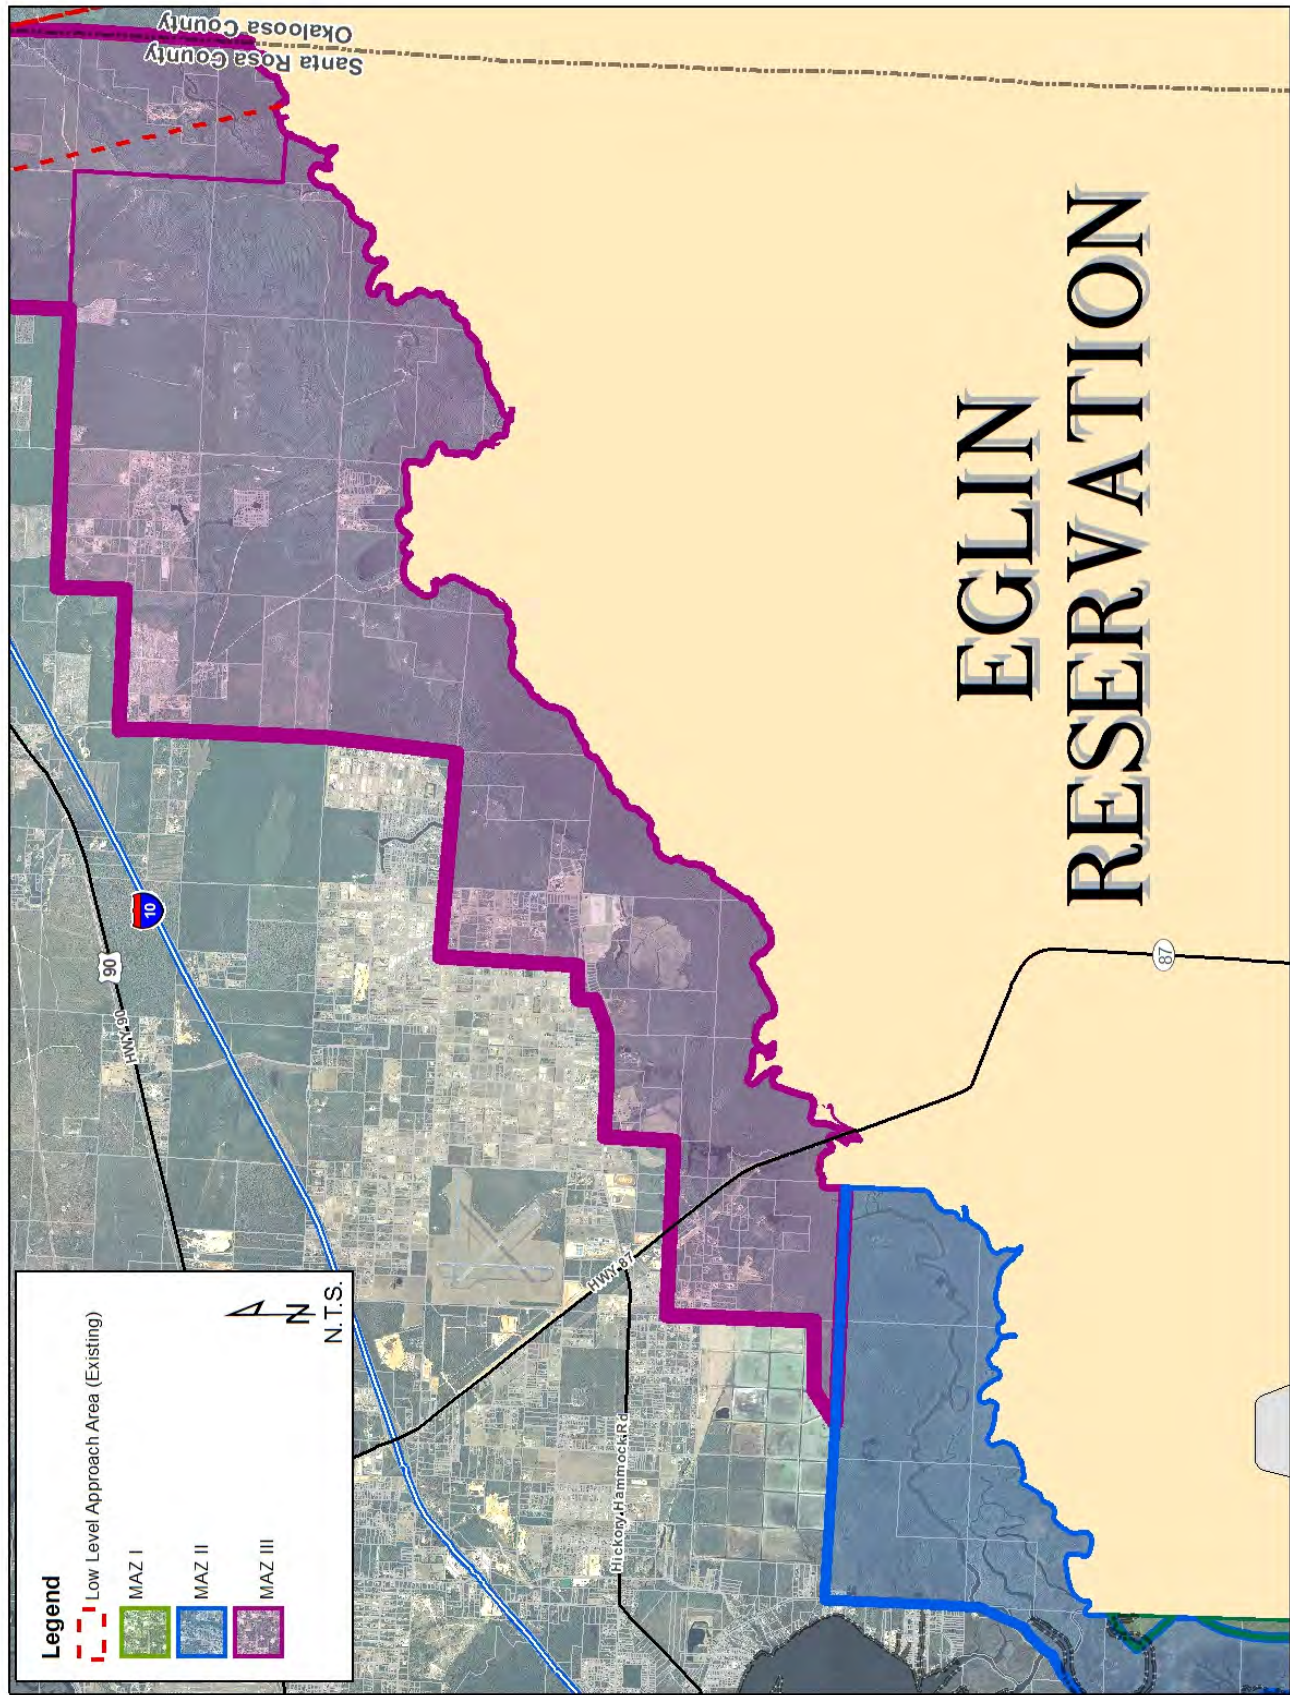 Legend
Low Level Approach Area (Existing)
MAZ I
MAZ II
MAZ III
N
N.T.S.
HWY 90
90
10
HWY 87
Hickory Hammock Rd
87
EGLIN
RESERVATION
Santa Rosa County
Okaloosa County